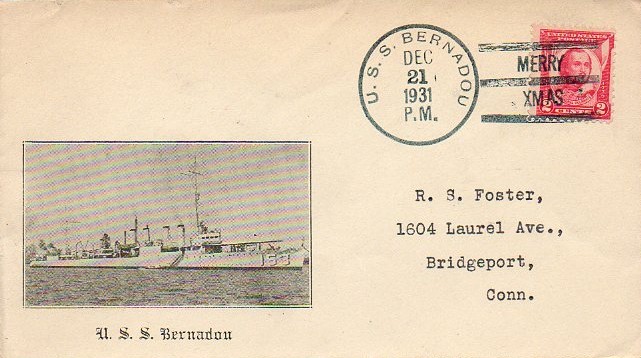 U. S. S. BERNADOU
DEC
21
1931
P.M.
MERRY
XMAS
UNITED STATES
POSTAGE
2 CENTS 2
R. S. Foster,
1604 Laurel Ave.,
Bridgeport,
Conn.
153
U. S. S. Bernadou